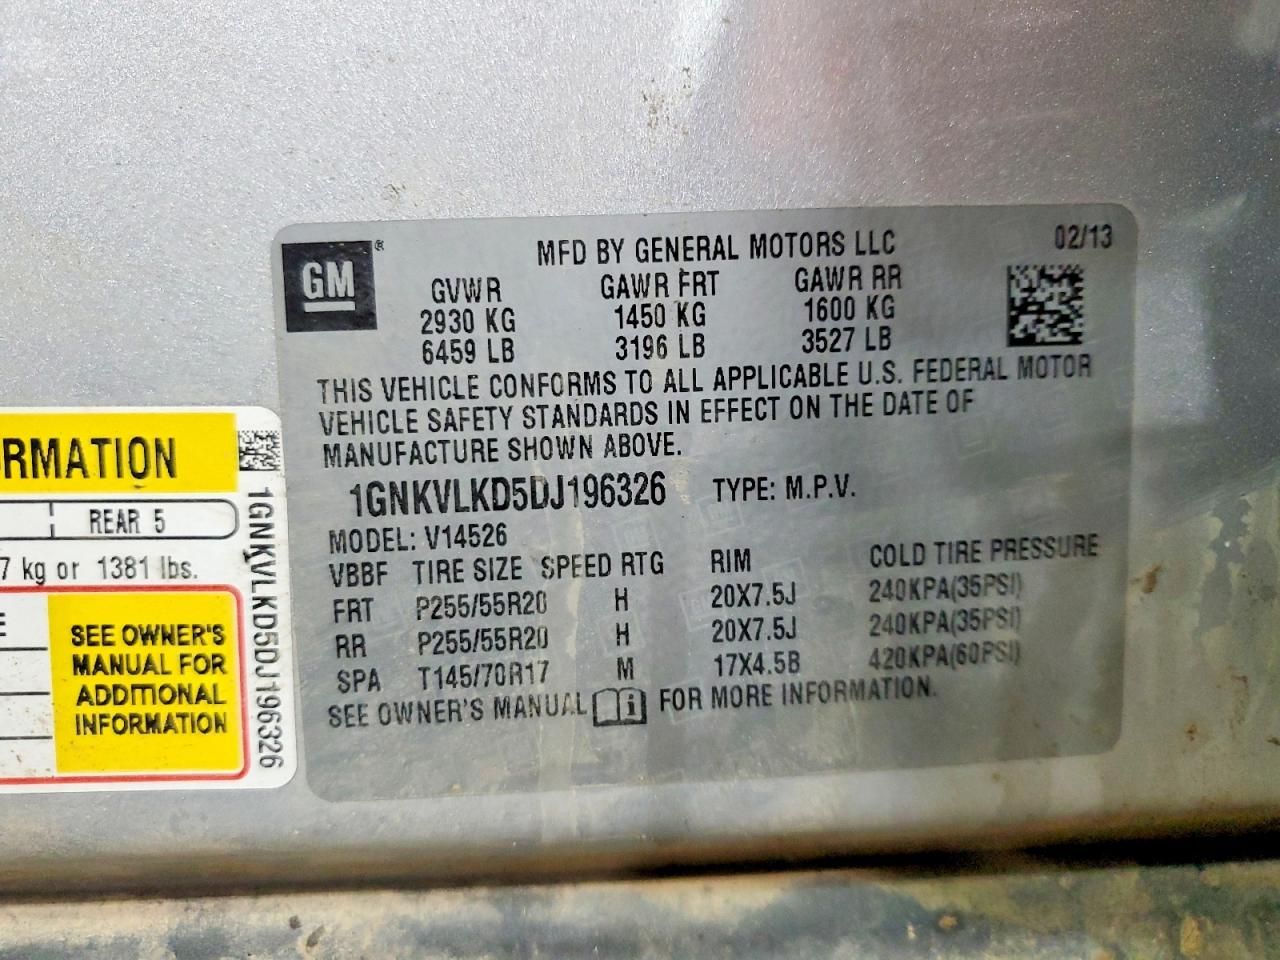 GM ®
MFD BY GENERAL MOTORS LLC 02/13
GVWR GAWR FRT GAWR RR
2930 KG 1450 KG 1600 KG
6459 LB 3196 LB 3527 LB
THIS VEHICLE CONFORMS TO ALL APPLICABLE U.S. FEDERAL MOTOR
VEHICLE SAFETY STANDARDS IN EFFECT ON THE DATE OF
MANUFACTURE SHOWN ABOVE.
1GNKVLKD5DJ196326 TYPE: M.P.V.
MODEL: V14526
VBBF TIRE SIZE SPEED RTG RIM COLD TIRE PRESSURE
FRT P255/55R20 H 20X7.5J 240KPA(35PSI)
RR P255/55R20 H 20X7.5J 240KPA(35PSI)
SPA T145/70R17 M 17X4.5B 420KPA(60PSI)
SEE OWNER'S MANUAL i FOR MORE INFORMATION.
RMATION
REAR 5
7 kg or 1381 lbs.
E
SEE OWNER'S
MANUAL FOR
ADDITIONAL
INFORMATION
1GNKVLKD5DJ196326